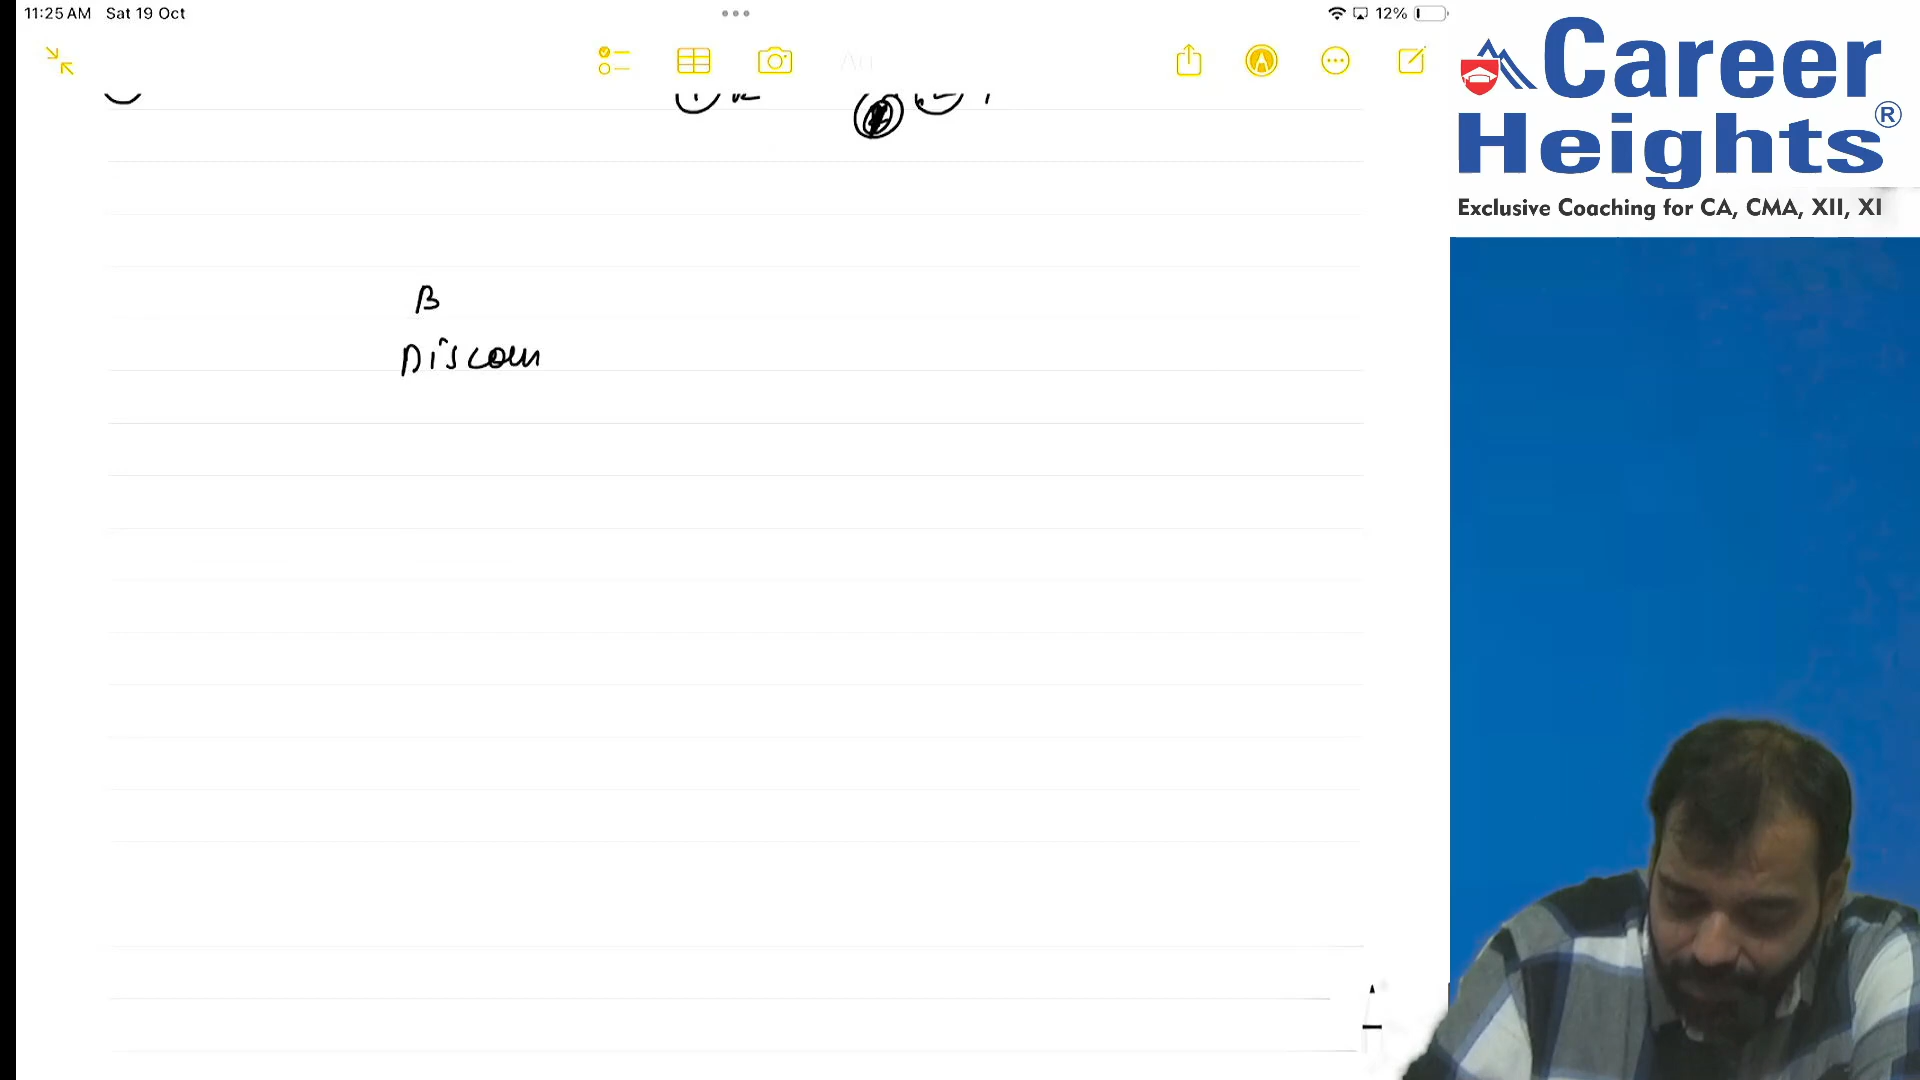 11:25 AM Sat 19 Oct
12%
Career
Heights®
Exclusive Coaching for CA, CMA, XII, XI
B
Discoun